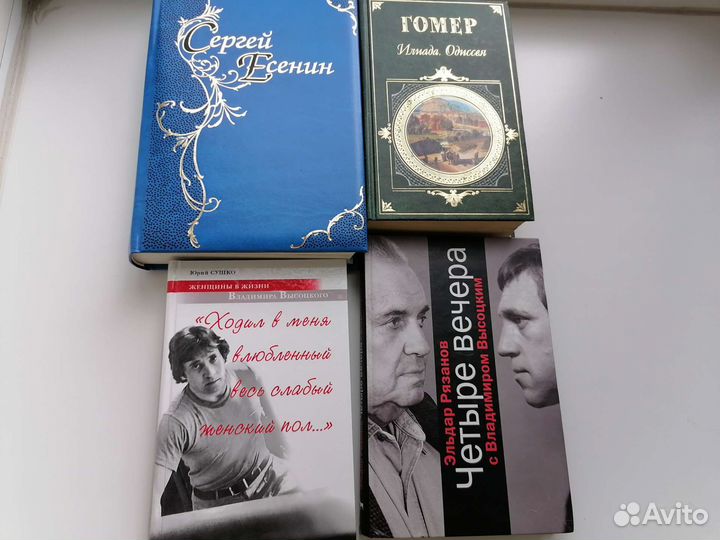 Сергей
Есенин
ГОМЕР
Илиада. Одиссея
Юрий СУШКО
ЖЕНЩИНЫ В ЖИЗНИ
ВЛАДИМИРА ВЫСОЦКОГО
«Ходил в меня
влюбленный
весь слабый
женский пол...»
Эльдар Рязанов
Четыре вечера
с Владимиром Высоцким
Avito